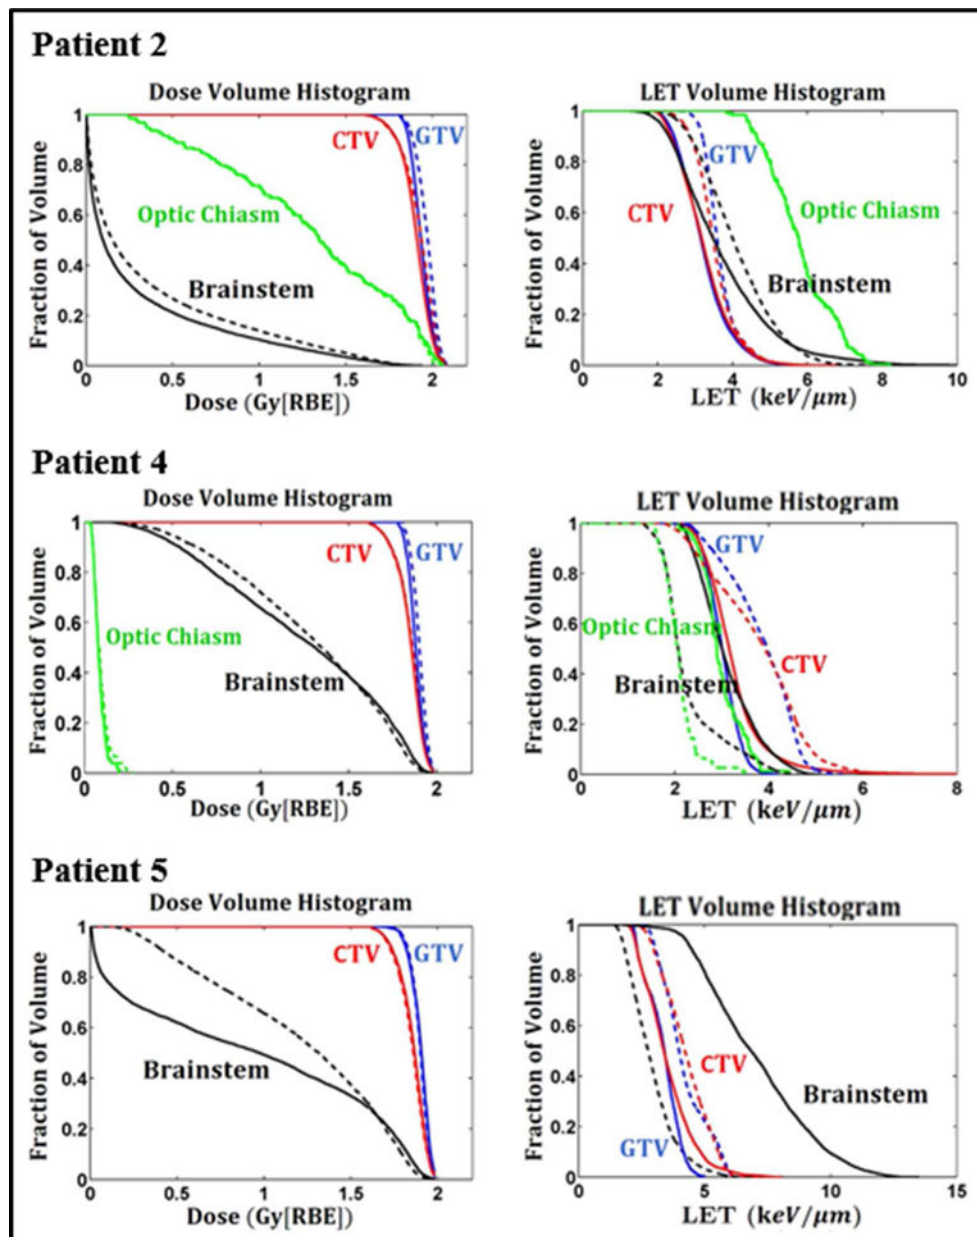 Patient 2
Dose Volume Histogram
Fraction of Volume
1
0.8
0.6
0.4
0.2
0
0 0.5 1 1.5 2
Dose (Gy[RBE])
CTV
GTV
Optic Chiasm
Brainstem
LET Volume Histogram
Fraction of Volume
1
0.8
0.6
0.4
0.2
0
0 2 4 6 8 10
LET (keV/μm)
GTV
CTV
Optic Chiasm
Brainstem
Patient 4
Dose Volume Histogram
Fraction of Volume
1
0.8
0.6
0.4
0.2
0
0 0.5 1 1.5 2
Dose (Gy[RBE])
CTV
GTV
Optic Chiasm
Brainstem
LET Volume Histogram
Fraction of Volume
1
0.8
0.6
0.4
0.2
0
0 2 4 6 8
LET (keV/μm)
GTV
Optic Chiasm
CTV
Brainstem
Patient 5
Dose Volume Histogram
Fraction of Volume
1
0.8
0.6
0.4
0.2
0
0 0.5 1 1.5 2
Dose (Gy[RBE])
CTV
GTV
Brainstem
LET Volume Histogram
Fraction of Volume
1
0.8
0.6
0.4
0.2
0
0 5 10 15
LET (keV/μm)
CTV
Brainstem
GTV